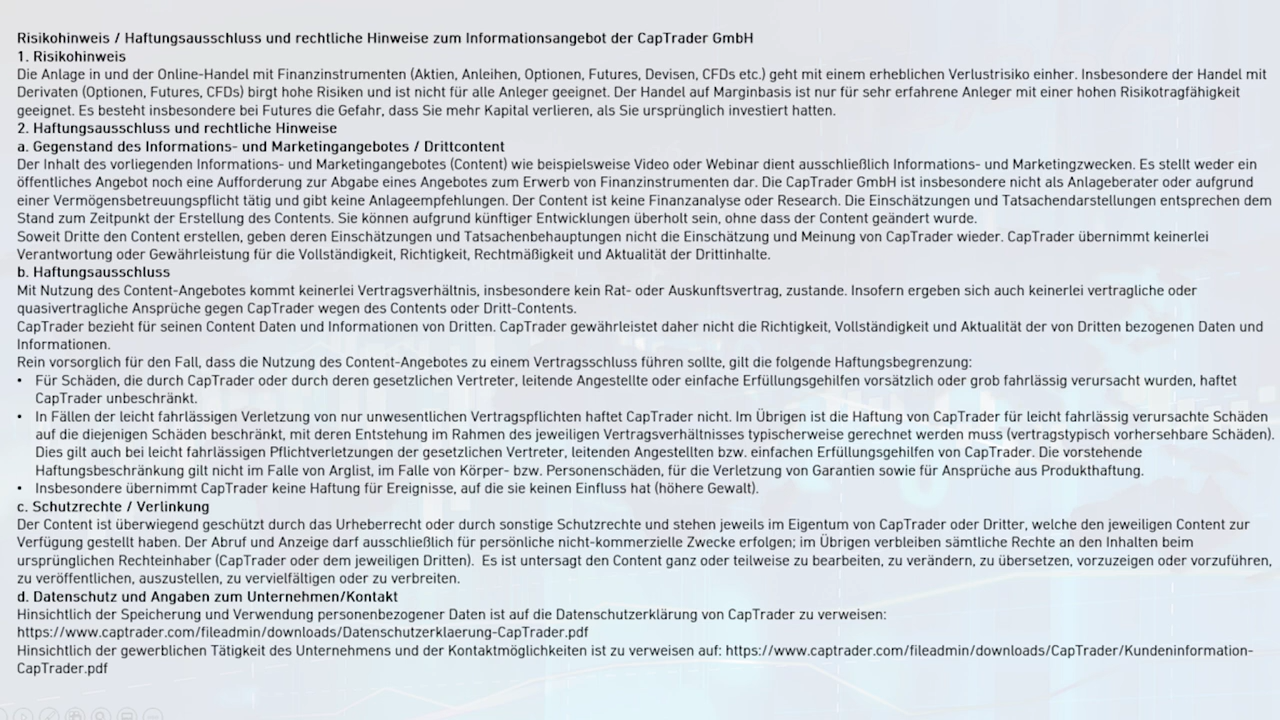 Risikohinweis / Haftungsausschluss und rechtliche Hinweise zum Informationsangebot der CapTrader GmbH
1. Risikohinweis
Die Anlage in und der Online-Handel mit Finanzinstrumenten (Aktien, Anleihen, Optionen, Futures, Devisen, CFDs etc.) geht mit einem erheblichen Verlustrisiko einher. Insbesondere der Handel mit
Derivaten (Optionen, Futures, CFDs) birgt hohe Risiken und ist nicht für alle Anleger geeignet. Der Handel auf Marginbasis ist nur für sehr erfahrene Anleger mit einer hohen Risikotragfähigkeit
geeignet. Es besteht insbesondere bei Futures die Gefahr, dass Sie mehr Kapital verlieren, als Sie ursprünglich investiert hatten.
2. Haftungsausschluss und rechtliche Hinweise
a. Gegenstand des Informations- und Marketingangebotes / Drittcontent
Der Inhalt des vorliegenden Informations- und Marketingangebotes (Content) wie beispielsweise Video oder Webinar dient ausschließlich Informations- und Marketingzwecken. Es stellt weder ein
öffentliches Angebot noch eine Aufforderung zur Abgabe eines Angebotes zum Erwerb von Finanzinstrumenten dar. Die CapTrader GmbH ist insbesondere nicht als Anlageberater oder aufgrund
einer Vermögensbetreuungspflicht tätig und gibt keine Anlageempfehlungen. Der Content ist keine Finanzanalyse oder Research. Die Einschätzungen und Tatsachendarstellungen entsprechen dem
Stand zum Zeitpunkt der Erstellung des Contents. Sie können aufgrund künftiger Entwicklungen überholt sein, ohne dass der Content geändert wurde.
Soweit Dritte den Content erstellen, geben deren Einschätzungen und Tatsachenbehauptungen nicht die Einschätzung und Meinung von CapTrader wieder. CapTrader übernimmt keinerlei
Verantwortung oder Gewährleistung für die Vollständigkeit, Richtigkeit, Rechtmäßigkeit und Aktualität der Drittinhalte.
b. Haftungsausschluss
Mit Nutzung des Content-Angebotes kommt keinerlei Vertragsverhältnis, insbesondere kein Rat- oder Auskunftsvertrag, zustande. Insofern ergeben sich auch keinerlei vertragliche oder
quasivertragliche Ansprüche gegen CapTrader wegen des Contents oder Dritt-Contents.
CapTrader bezieht für seinen Content Daten und Informationen von Dritten. CapTrader gewährleistet daher nicht die Richtigkeit, Vollständigkeit und Aktualität der von Dritten bezogenen Daten und
Informationen.
Rein vorsorglich für den Fall, dass die Nutzung des Content-Angebotes zu einem Vertragsschluss führen sollte, gilt die folgende Haftungsbegrenzung:
• Für Schäden, die durch CapTrader oder durch deren gesetzlichen Vertreter, leitende Angestellte oder einfache Erfüllungsgehilfen vorsätzlich oder grob fahrlässig verursacht wurden, haftet
CapTrader unbeschränkt.
• In Fällen der leicht fahrlässigen Verletzung von nur unwesentlichen Vertragspflichten haftet CapTrader nicht. Im Übrigen ist die Haftung von CapTrader für leicht fahrlässig verursachte Schäden
auf die diejenigen Schäden beschränkt, mit deren Entstehung im Rahmen des jeweiligen Vertragsverhältnisses typischerweise gerechnet werden muss (vertragstypisch vorhersehbare Schäden).
Dies gilt auch bei leicht fahrlässigen Pflichtverletzungen der gesetzlichen Vertreter, leitenden Angestellten bzw. einfachen Erfüllungsgehilfen von CapTrader. Die vorstehende
Haftungsbeschränkung gilt nicht im Falle von Arglist, im Falle von Körper- bzw. Personenschäden, für die Verletzung von Garantien sowie für Ansprüche aus Produkthaftung.
• Insbesondere übernimmt CapTrader keine Haftung für Ereignisse, auf die sie keinen Einfluss hat (höhere Gewalt).
c. Schutzrechte / Verlinkung
Der Content ist überwiegend geschützt durch das Urheberrecht oder durch sonstige Schutzrechte und stehen jeweils im Eigentum von CapTrader oder Dritter, welche den jeweiligen Content zur
Verfügung gestellt haben. Der Abruf und Anzeige darf ausschließlich für persönliche nicht-kommerzielle Zwecke erfolgen; im Übrigen verbleiben sämtliche Rechte an den Inhalten beim
ursprünglichen Rechteinhaber (CapTrader oder dem jeweiligen Dritten). Es ist untersagt den Content ganz oder teilweise zu bearbeiten, zu verändern, zu übersetzen, vorzuzeigen oder vorzuführen,
zu veröffentlichen, auszustellen, zu vervielfältigen oder zu verbreiten.
d. Datenschutz und Angaben zum Unternehmen/Kontakt
Hinsichtlich der Speicherung und Verwendung personenbezogener Daten ist auf die Datenschutzerklärung von CapTrader zu verweisen:
https://www.captrader.com/fileadmin/downloads/Datenschutzerklaerung-CapTrader.pdf
Hinsichtlich der gewerblichen Tätigkeit des Unternehmens und der Kontaktmöglichkeiten ist zu verweisen auf: https://www.captrader.com/fileadmin/downloads/CapTrader/Kundeninformation-
CapTrader.pdf